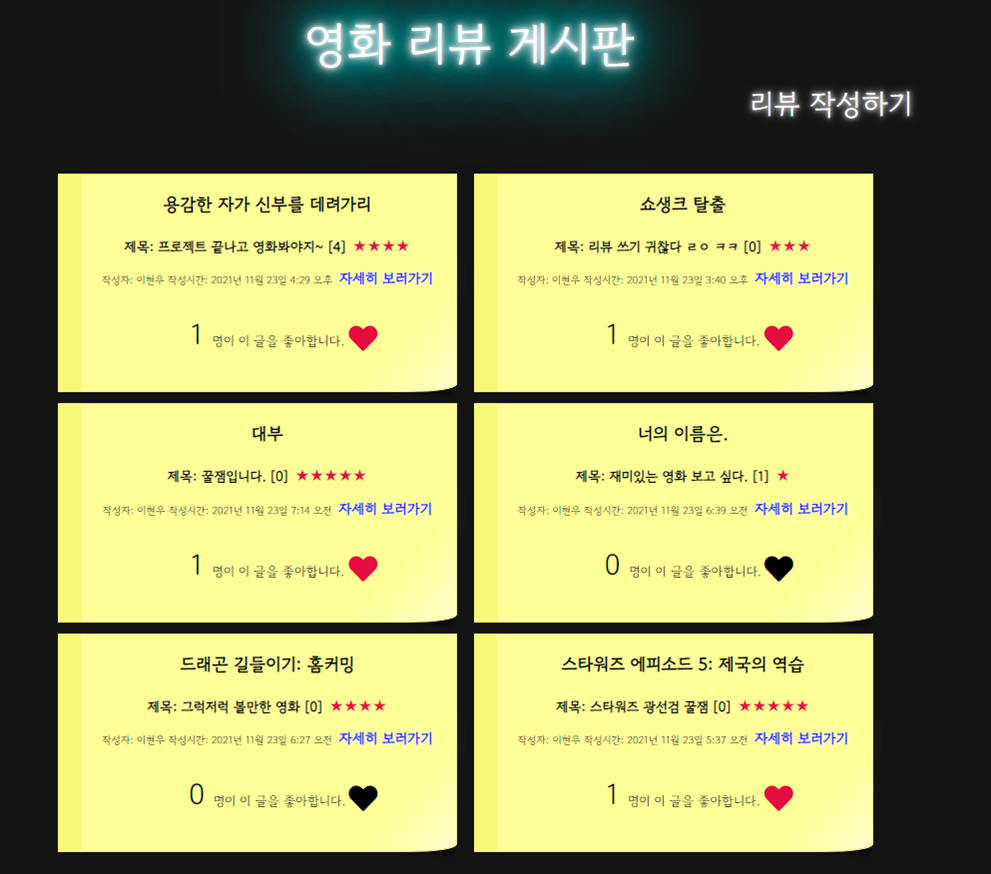 영화 리뷰 게시판
리뷰 작성하기
용감한 자가 신부를 데려가리
제목: 프로젝트 끝나고 영화봐야지~ [4] ★★★★
작성자: 이현우 작성시간: 2021년 11월 23일 4:29 오후 자세히 보러가기
1 명이 이 글을 좋아합니다.
쇼생크 탈출
제목: 리뷰 쓰기 귀찮다 ㄹㅇ ㅋㅋ [0] ★★★
작성자: 이현우 작성시간: 2021년 11월 23일 3:40 오후 자세히 보러가기
1 명이 이 글을 좋아합니다.
대부
제목: 꿀잼입니다. [0] ★★★★★
작성자: 이현우 작성시간: 2021년 11월 23일 7:14 오전 자세히 보러가기
1 명이 이 글을 좋아합니다.
너의 이름은.
제목: 재미있는 영화 보고 싶다. [1] ★
작성자: 이현우 작성시간: 2021년 11월 23일 6:39 오전 자세히 보러가기
0 명이 이 글을 좋아합니다.
드래곤 길들이기: 홈커밍
제목: 그럭저럭 볼만한 영화 [0] ★★★★
작성자: 이현우 작성시간: 2021년 11월 23일 6:27 오전 자세히 보러가기
0 명이 이 글을 좋아합니다.
스타워즈 에피소드 5: 제국의 역습
제목: 스타워즈 광선검 꿀잼 [0] ★★★★★
작성자: 이현우 작성시간: 2021년 11월 23일 5:37 오전 자세히 보러가기
1 명이 이 글을 좋아합니다.